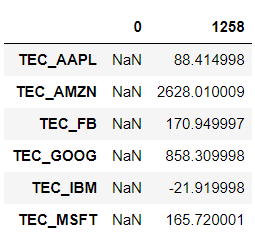 0 1258
TEC_AAPL NaN 88.414998
TEC_AMZN NaN 2628.010009
TEC_FB NaN 170.949997
TEC_GOOG NaN 858.309998
TEC_IBM NaN -21.919998
TEC_MSFT NaN 165.720001